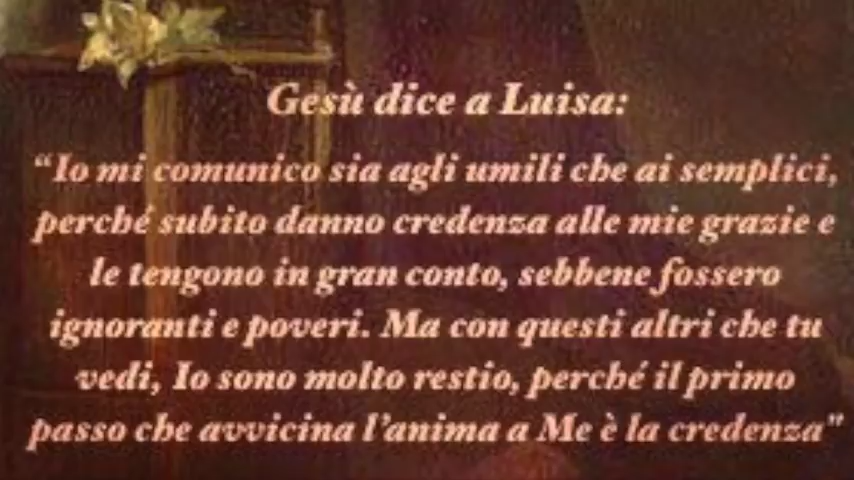 Gesù dice a Luisa:
“Io mi comunico sia agli umili che ai semplici,
perché subito danno credenza alle mie grazie e
le tengono in gran conto, sebbene fossero
ignoranti e poveri. Ma con questi altri che tu
vedi, Io sono molto restio, perché il primo
passo che avvicina l'anima a Me è la credenza"